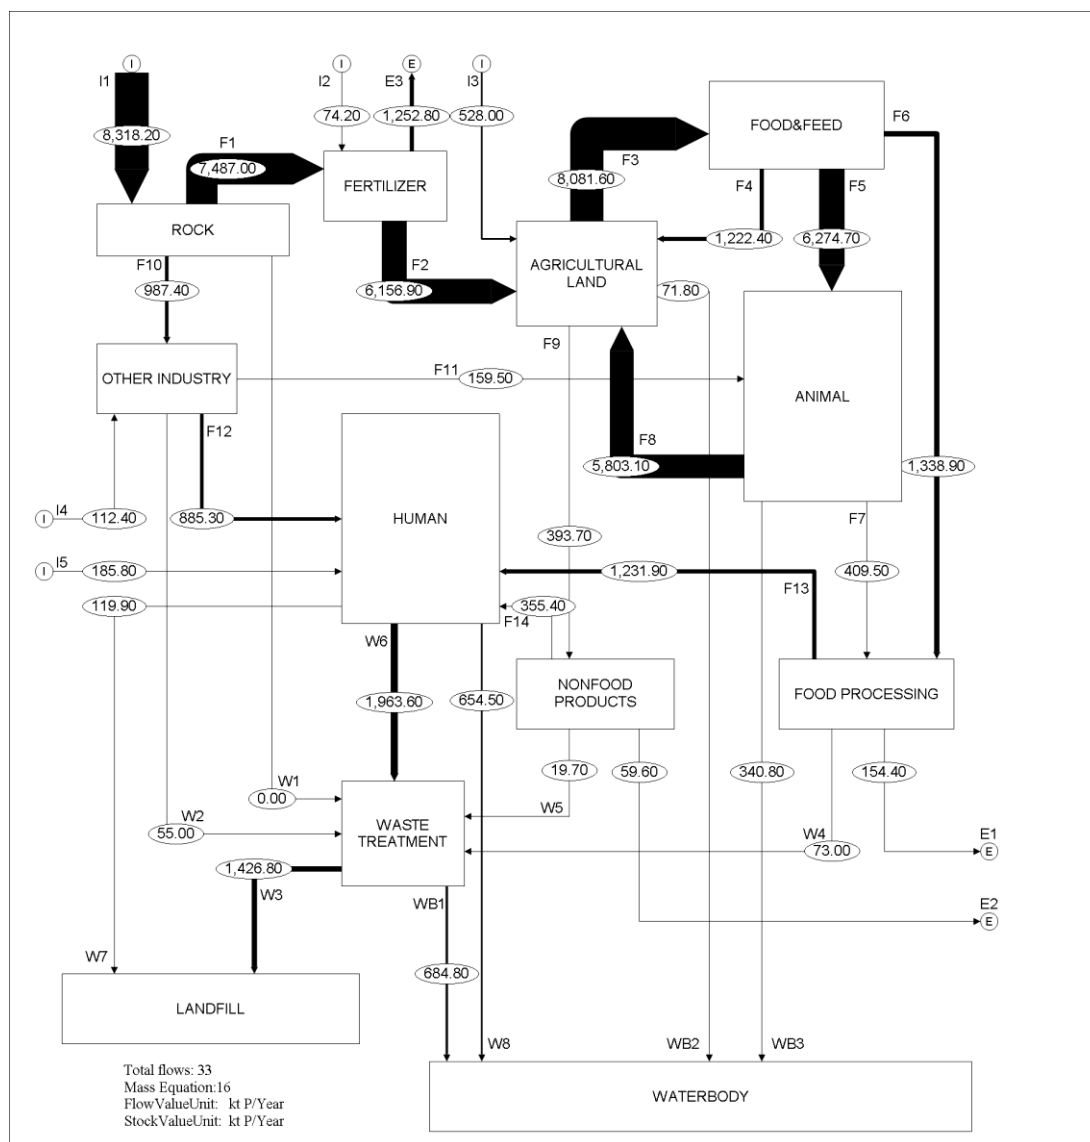 I
I
E
I
I1
I2
E3
I3
F6
74.20
1,252.80
528.00
8,318.20
FOOD&FEED
F1
F3
7,487.00
FERTILIZER
8,081.60
F4
F5
ROCK
1,222.40
6,274.70
F10
F2
AGRICULTURAL
LAND
987.40
6,156.90
71.80
F9
OTHER INDUSTRY
F11
159.50
ANIMAL
F12
F8
5,803.10
1,338.90
I4
I
112.40
885.30
HUMAN
F7
393.70
I5
I
185.80
1,231.90
409.50
F13
119.90
355.40
F14
W6
NONFOOD
PRODUCTS
FOOD PROCESSING
1,963.60
654.50
19.70
59.60
340.80
154.40
W1
0.00
W5
W2
55.00
WASTE
TREATMENT
W4
73.00
E1
E
1,426.80
W3
WB1
E2
E
W7
684.80
LANDFILL
W8
WB2
WB3
Total flows: 33
Mass Equation:16
FlowValueUnit: kt P/Year
StockValueUnit: kt P/Year
WATERBODY